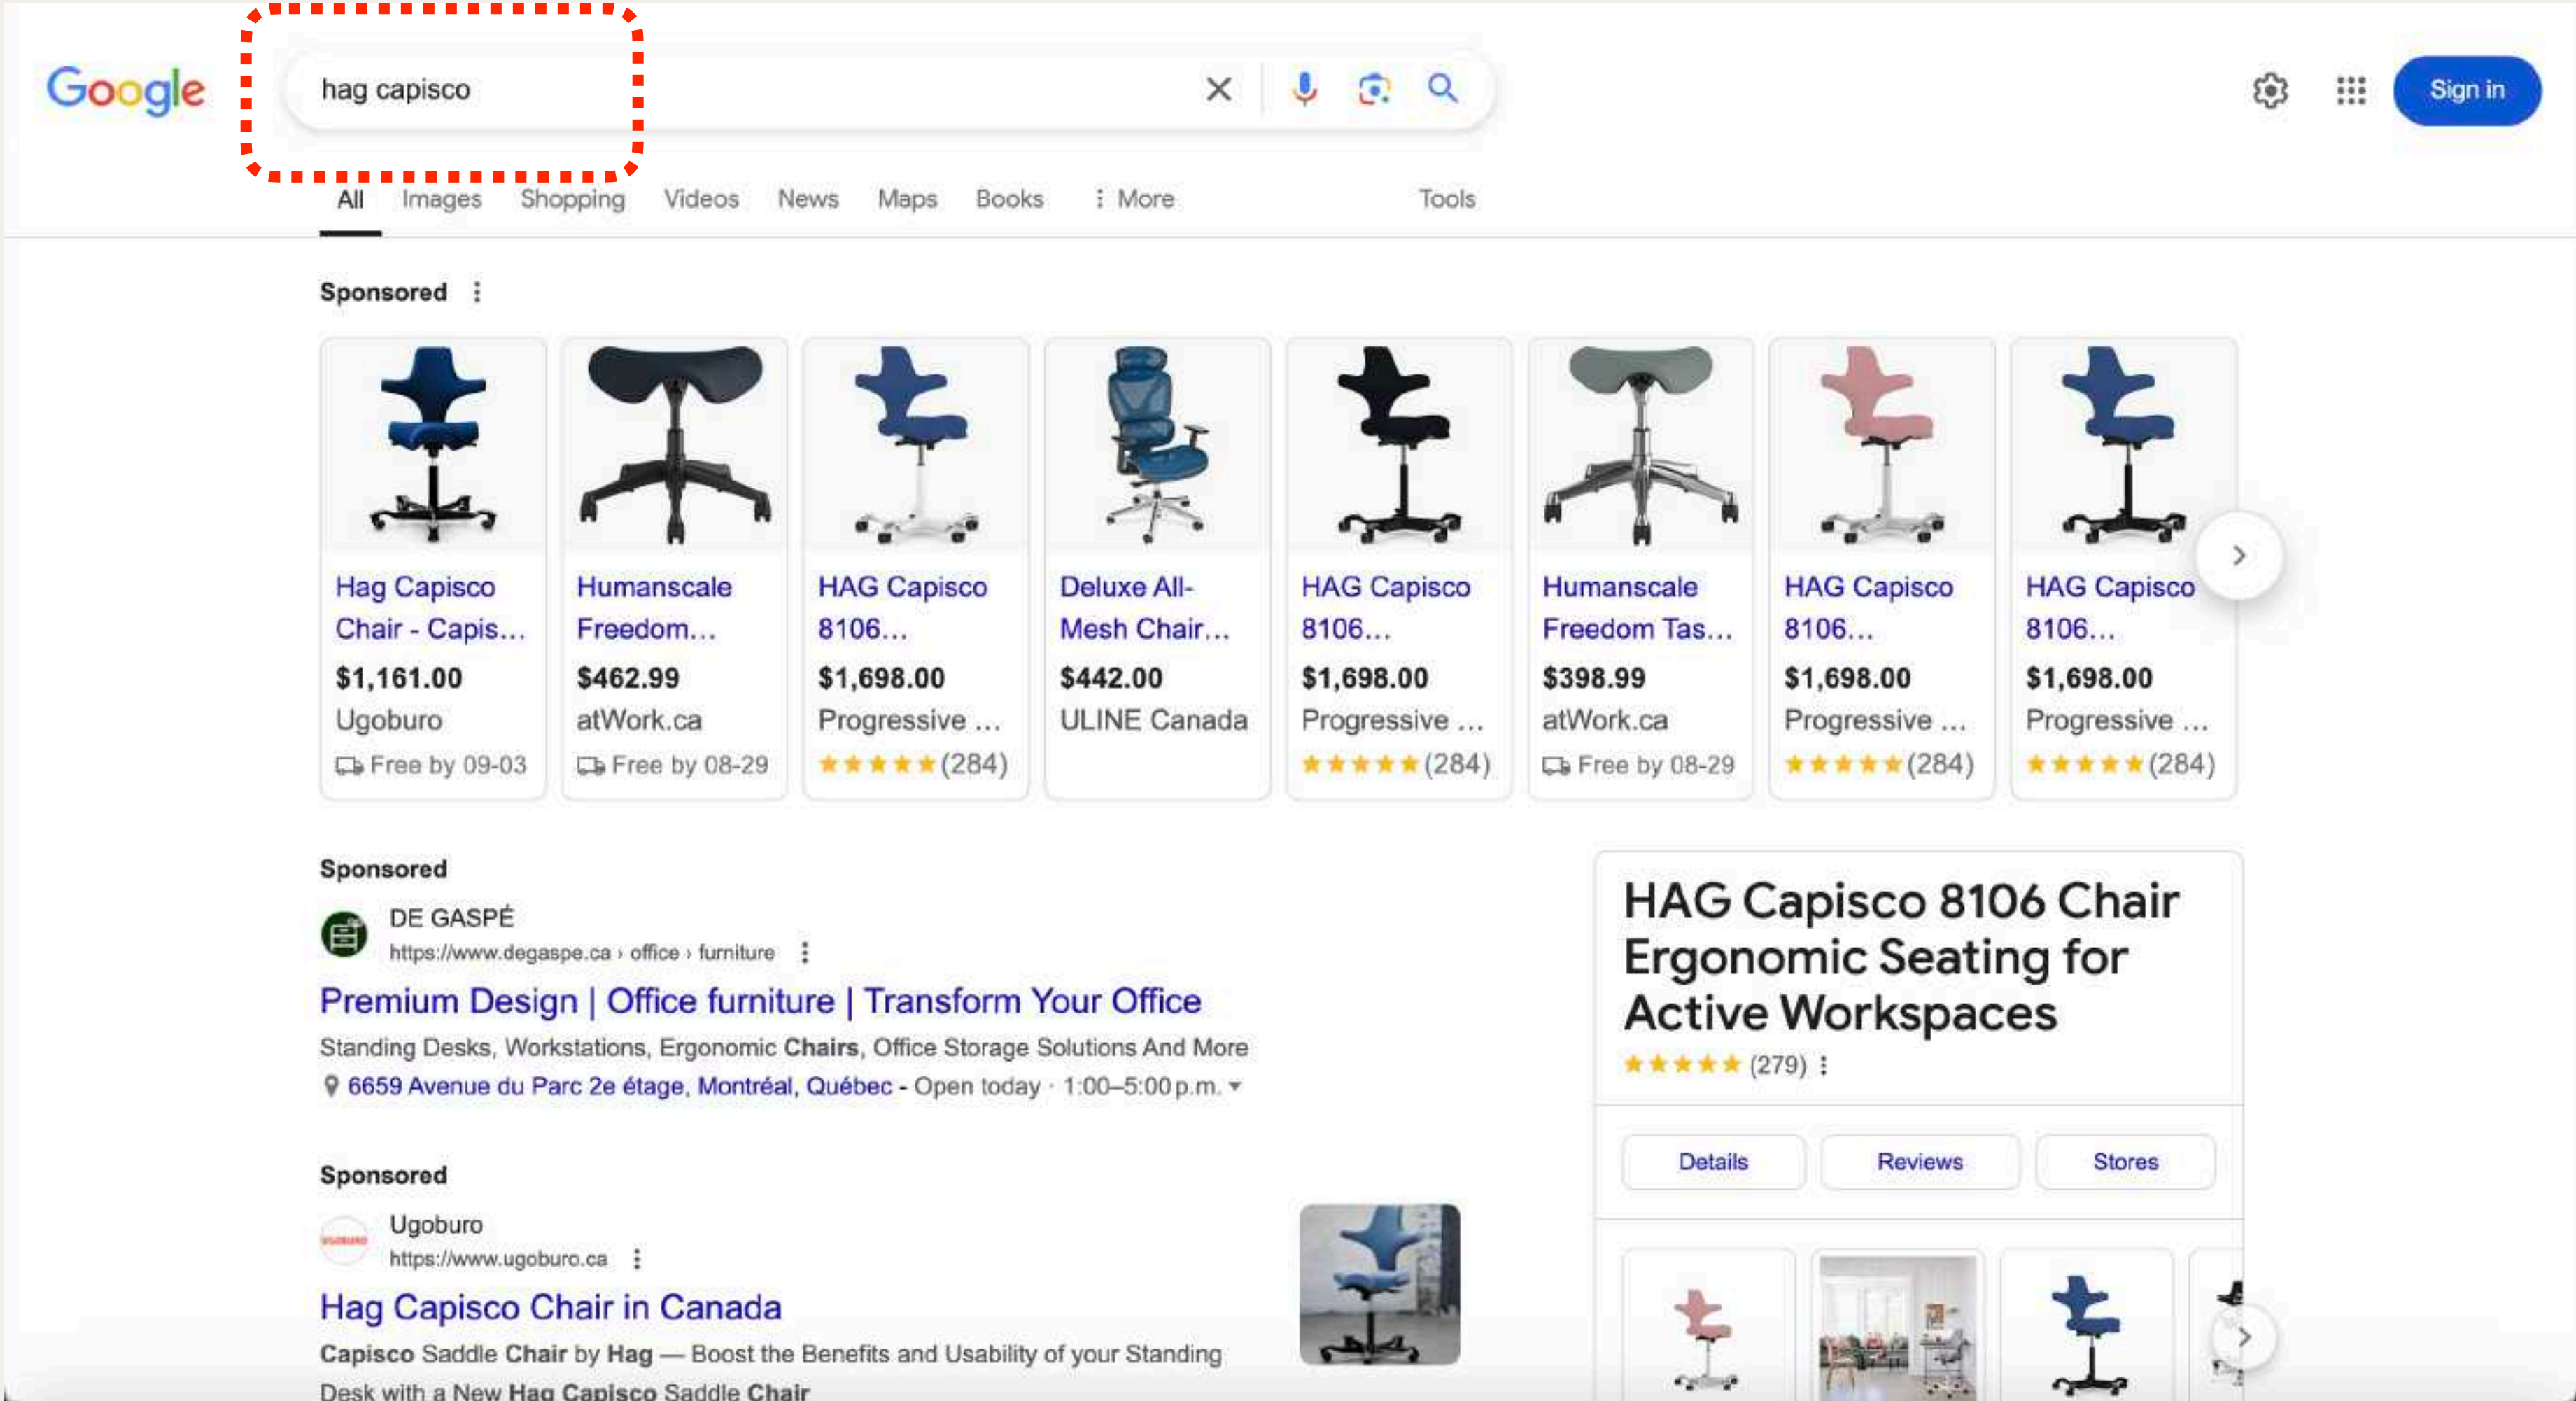 Google
hag capisco
Sign in
All Images Shopping Videos News Maps Books More Tools
Sponsored
Hag Capisco
Chair - Capis...
$1,161.00
Ugoburo
Free by 09-03
Humanscale
Freedom...
$462.99
atWork.ca
Free by 08-29
HAG Capisco
8106...
$1,698.00
Progressive ...
(284)
Deluxe All-
Mesh Chair...
$442.00
ULINE Canada
HAG Capisco
8106...
$1,698.00
Progressive ...
(284)
Humanscale
Freedom Tas...
$398.99
atWork.ca
Free by 08-29
HAG Capisco
8106...
$1,698.00
Progressive ...
(284)
HAG Capisco
8106...
$1,698.00
Progressive ...
(284)
Sponsored
DE GASPÉ
https://www.degaspe.ca › office › furniture
Premium Design | Office furniture | Transform Your Office
Standing Desks, Workstations, Ergonomic Chairs, Office Storage Solutions And More
6659 Avenue du Parc 2e étage, Montréal, Québec - Open today · 1:00–5:00 p.m.
Sponsored
UGOBURO
Ugoburo
https://www.ugoburo.ca
Hag Capisco Chair in Canada
Capisco Saddle Chair by Hag — Boost the Benefits and Usability of your Standing
Desk with a New Hag Capisco Saddle Chair
HAG Capisco 8106 Chair
Ergonomic Seating for
Active Workspaces
(279)
Details Reviews Stores